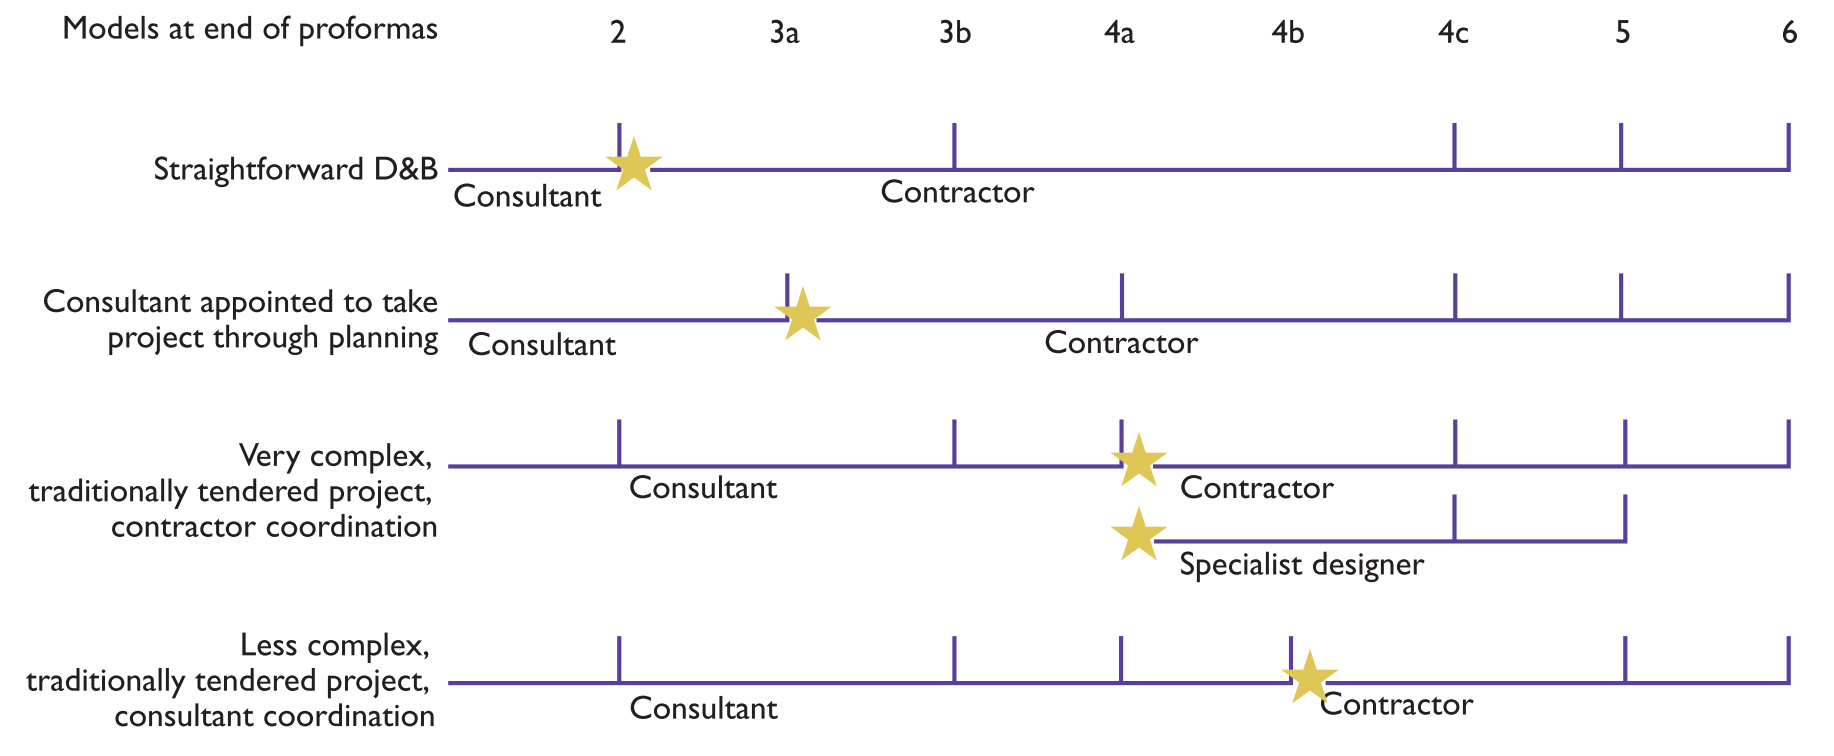 Models at end of proformas 2 3a 3b 4a 4b 4c 5 6
Straightforward D&B
Consultant Contractor
Consultant appointed to take
project through planning
Consultant Contractor
Very complex,
traditionally tendered project,
contractor coordination
Consultant Contractor
Specialist designer
Less complex,
traditionally tendered project,
consultant coordination
Consultant Contractor